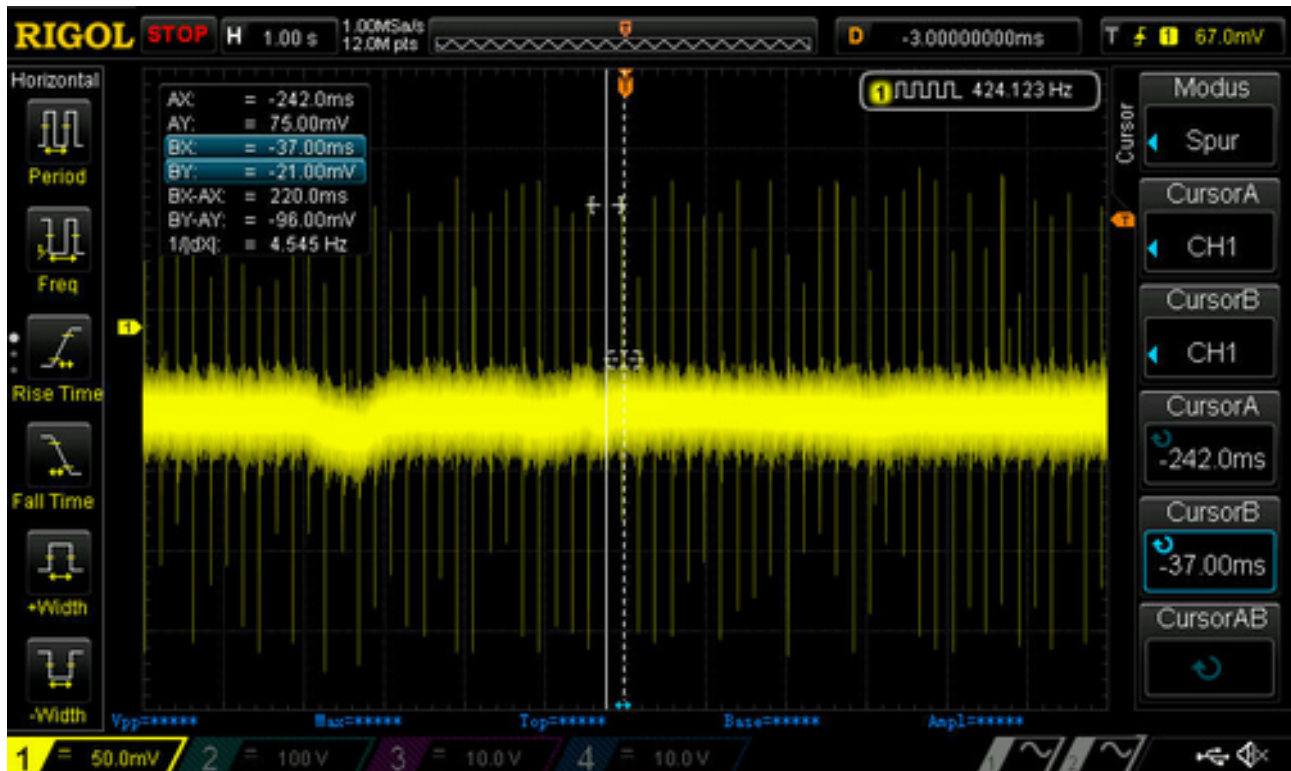 RIGOL STOP H 1.00 s 1.00MSa/s 12.0M pts T D -3.00000000ms T 1 67.0mV
Horizontal
Period
Freq
Rise Time
Fall Time
+Width
-Width
AX: = -242.0ms
AY: = 75.00mV
BX: = -37.00ms
BY: = -21.00mV
BX-AX: = 220.0ms
BY-AY: = -96.00mV
1/|dX|: = 4.545 Hz
1 424.123 Hz
T
1
T
Cursor
Modus
Spur
CursorA
CH1
CursorB
CH1
CursorA
-242.0ms
CursorB
-37.00ms
CursorAB
Vpp=***** Max=***** Top=***** Base=***** Ampl=*****
1 = 50.0mV 2 = 100 V 3 = 10.0 V 4 = 10.0 V 1 2